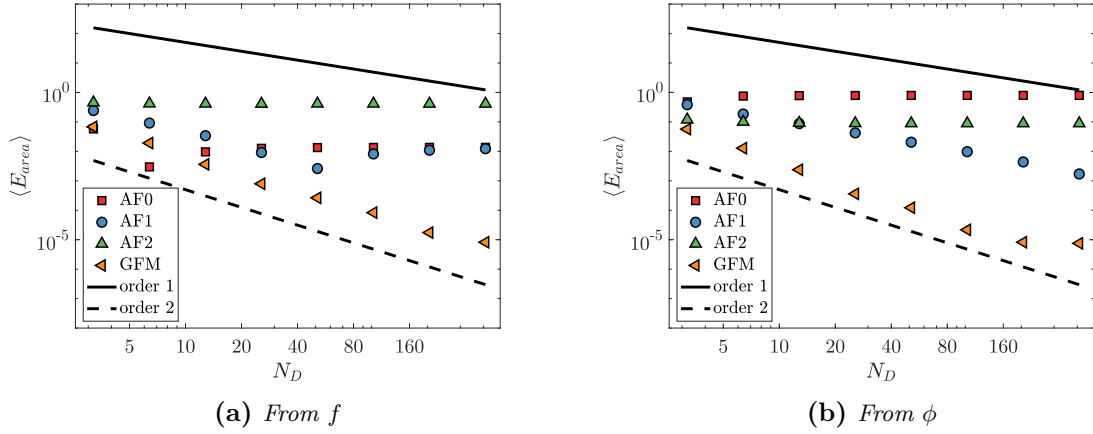 10^0
10^-5
⟨E_area⟩
AF0
AF1
AF2
GFM
order 1
order 2
5 10 20 40 80 160
N_D
(a) From f
10^0
10^-5
⟨E_area⟩
AF0
AF1
AF2
GFM
order 1
order 2
5 10 20 40 80 160
N_D
(b) From ϕ